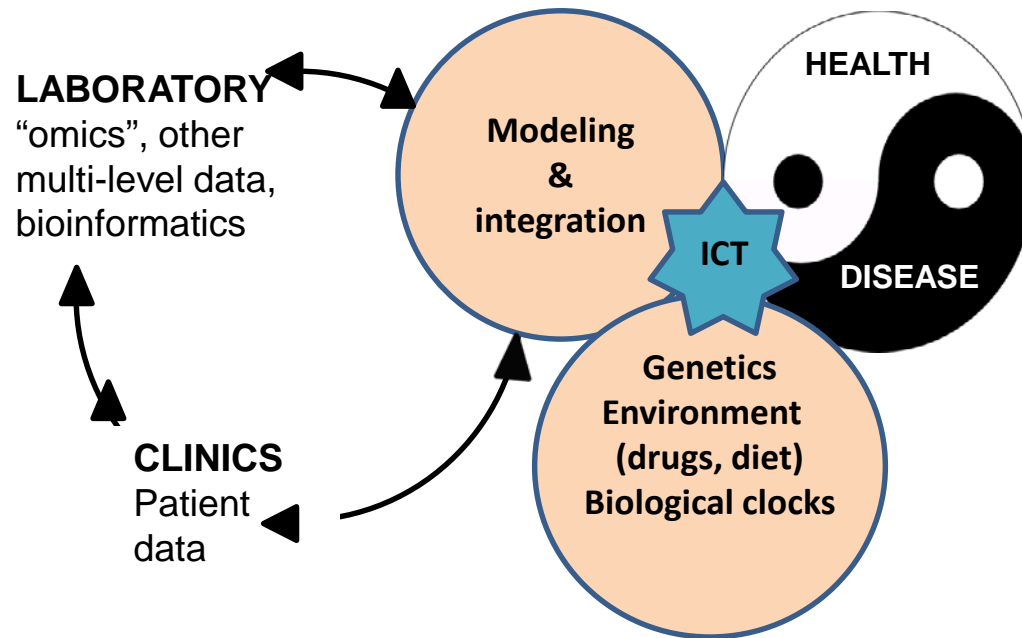 LABORATORY
“omics”, other
multi-level data,
bioinformatics
CLINICS
Patient
data
Modeling
&
integration
ICT
HEALTH
DISEASE
Genetics
Environment
(drugs, diet)
Biological clocks